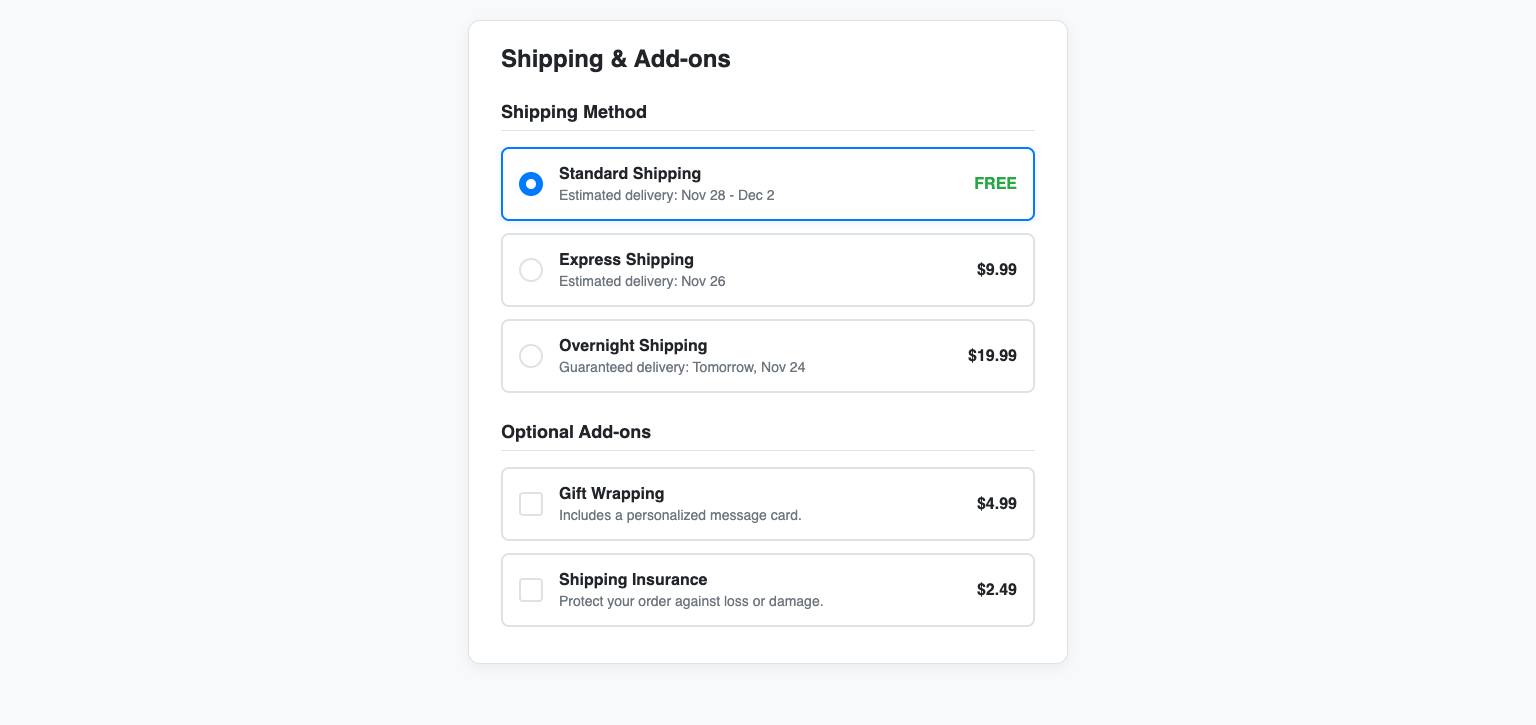 Shipping & Add-ons
Shipping Method
Standard Shipping
Estimated delivery: Nov 28 - Dec 2
FREE
Express Shipping
Estimated delivery: Nov 26
$9.99
Overnight Shipping
Guaranteed delivery: Tomorrow, Nov 24
$19.99
Optional Add-ons
Gift Wrapping
Includes a personalized message card.
$4.99
Shipping Insurance
Protect your order against loss or damage.
$2.49